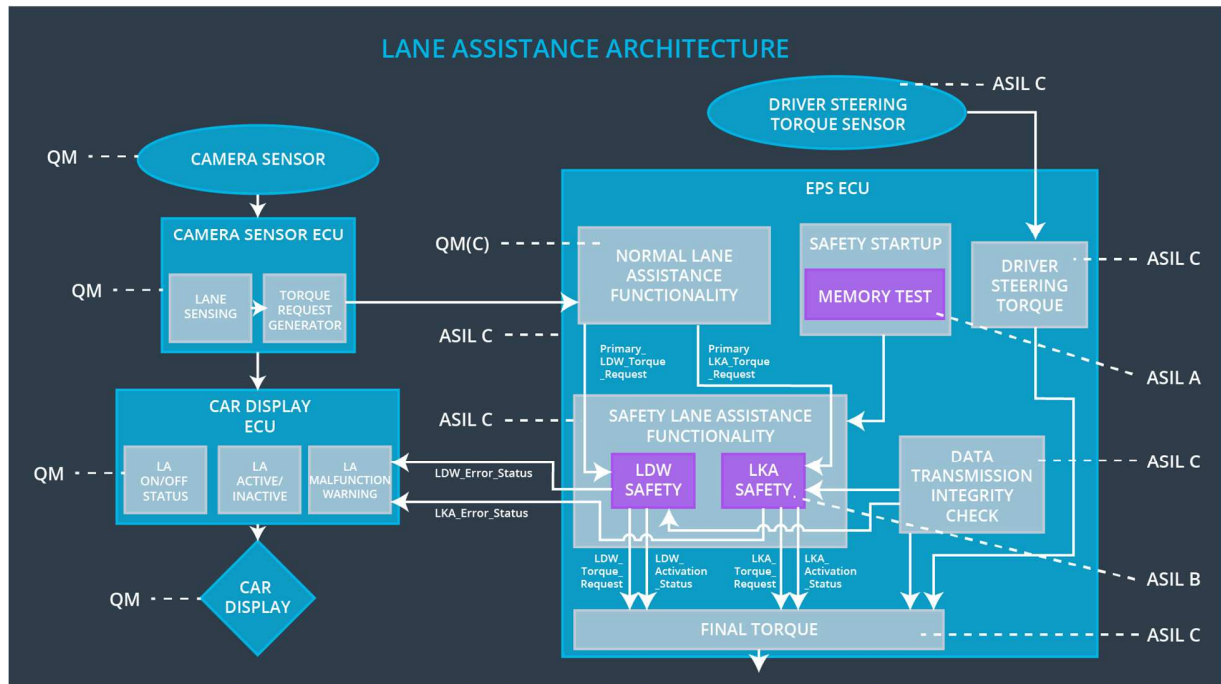 LANE ASSISTANCE ARCHITECTURE
ASIL C
DRIVER STEERING
TORQUE SENSOR
QM
CAMERA SENSOR
EPS ECU
CAMERA SENSOR ECU
QM
LANE
SENSING
TORQUE
REQUEST
GENERATOR
QM(C)
NORMAL LANE
ASSISTANCE
FUNCTIONALITY
SAFETY STARTUP
MEMORY TEST
DRIVER
STEERING
TORQUE
ASIL C
ASIL C
ASIL A
Primary_
LDW_Torque
_Request
Primary
LKA_Torque
_Request
CAR DISPLAY
ECU
QM
LA
ON/OFF
STATUS
LA
ACTIVE/
INACTIVE
LA
MALFUNCTION
WARNING
LDW_Error_Status
LKA_Error_Status
ASIL C
SAFETY LANE ASSISTANCE
FUNCTIONALITY
LDW
SAFETY
LKA
SAFETY
DATA
TRANSMISSION
INTEGRITY
CHECK
ASIL C
LDW_
Torque_
Request
LDW_
Activation
_Status
LKA_
Torque_
Request
LKA_
Activation
_Status
ASIL B
QM
CAR
DISPLAY
FINAL TORQUE
ASIL C